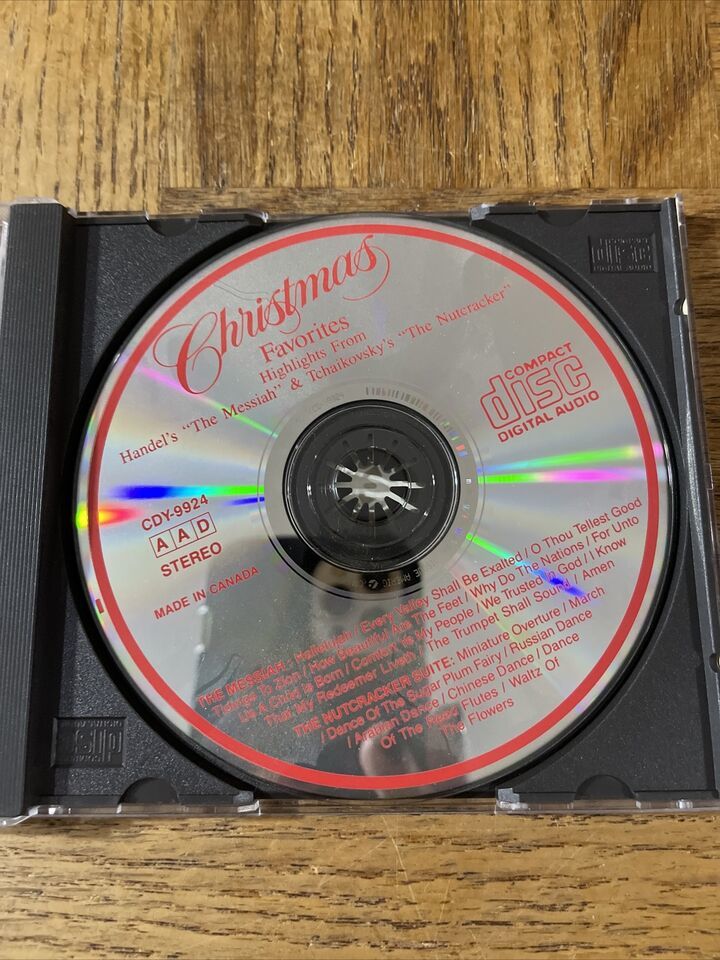 Christmas
Favorites
Highlights From
Handel's "The Messiah" & Tchaikovsky's "The Nutcracker"
COMPACT
disc
DIGITAL AUDIO
CDY-9924
AAD
STEREO
MADE IN CANADA
THE MESSIAH: Hallelujah / Every Valley Shall Be Exalled / O Thou Tellest Good
Tidings To Zion / How Beautiful Are The Feet / Why Do The Nations / For Unto
Us A Child Is Born / Comfort Ye My People / We Trusted In God / I Know
That My Redeemer Liveth / The Trumpet Shall Sound / Amen
THE NUTCRACKER SUITE: Miniature Overture / March
/ Dance Of The Sugar Plum Fairy / Russian Dance
/ Arabian Dance / Chinese Dance / Dance
Of The Reed Flutes / Waltz Of
The Flowers
disc
disc